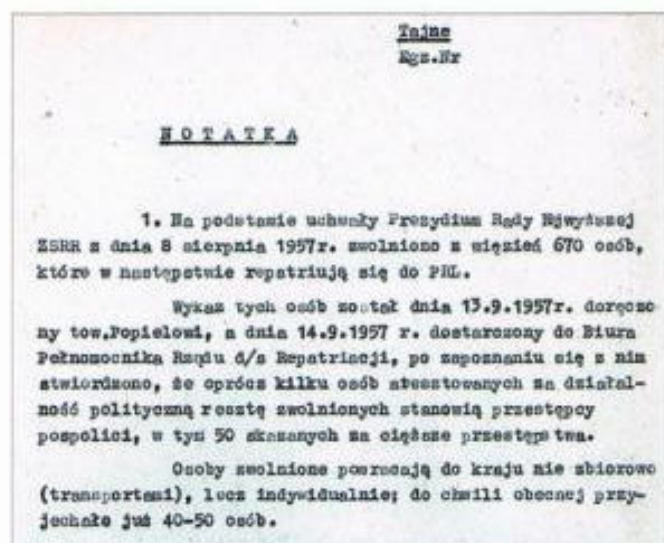 Tajne
Egz.Nr
N O T A T K A
1. Na podstawie uchwały Prezydium Rady Njwyższej
ZSRR z dnia 8 sierpnia 1957r. zwolniono z więzień 670 osób,
które w następstwie repatriują się do PRL.
Wykaz tych osób został dnia 13.9.1957r. doręczo
ny tow.Popielowi, a dnia 14.9.1957 r. dostarczony do Biura
Pełnomocnika Rządu d/s Repatriacji, po zapoznaniu się z nim
stwierdzono, że oprócz kilku osób aresztowanych za działal-
ność polityczną resztę zwolnionych stanowią przestępcy
pospolici, w tym 50 skazanych za cięższe przestępstwa.
Osoby zwolnione powracają do kraju nie zbiorowo
(transportami), lecz indywidualnie; do chwili obecnej przy-
jechało już 40-50 osób.